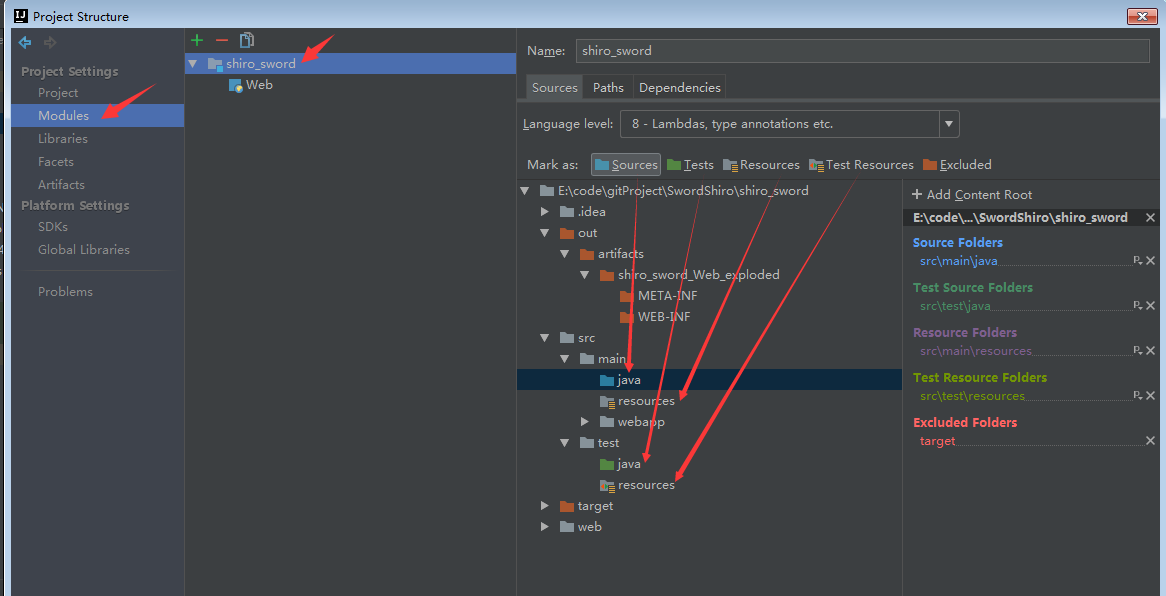 Project Structure
Project Settings
Project
Modules
Libraries
Facets
Artifacts
Platform Settings
SDKs
Global Libraries
Problems
shiro_sword
Web
Name: shiro_sword
Sources Paths Dependencies
Language level: 8 - Lambdas, type annotations etc.
Mark as: Sources Tests Resources Test Resources Excluded
E:\code\gitProject\SwordShiro\shiro_sword
.idea
out
artifacts
shiro_sword_Web_exploded
META-INF
WEB-INF
src
main
java
resources
webapp
test
java
resources
target
web
+ Add Content Root
E:\code\...\SwordShiro\shiro_sword
Source Folders
src\main\java
Test Source Folders
src\test\java
Resource Folders
src\main\resources
Test Resource Folders
src\test\resources
Excluded Folders
target